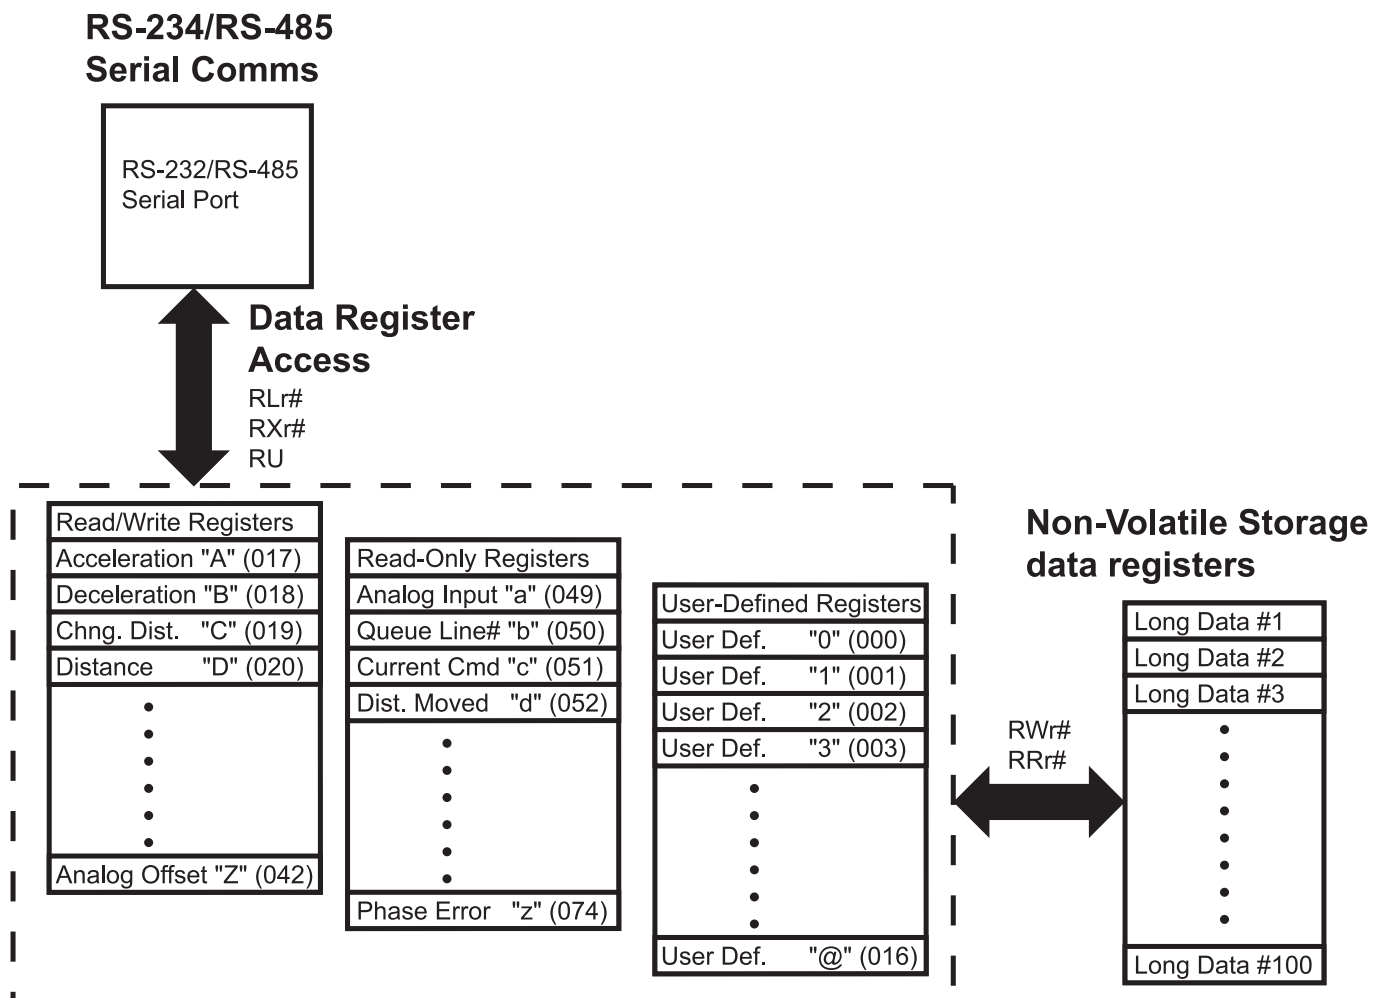 RS-234/RS-485
Serial Comms
RS-232/RS-485
Serial Port
Data Register
Access
RLr#
RXr#
RU
Read/Write Registers
Acceleration "A" (017)
Deceleration "B" (018)
Chng. Dist. "C" (019)
Distance "D" (020)
Analog Offset "Z" (042)
Read-Only Registers
Analog Input "a" (049)
Queue Line# "b" (050)
Current Cmd "c" (051)
Dist. Moved "d" (052)
Phase Error "z" (074)
User-Defined Registers
User Def. "0" (000)
User Def. "1" (001)
User Def. "2" (002)
User Def. "3" (003)
User Def. "@" (016)
RWr#
RRr#
Non-Volatile Storage
data registers
Long Data #1
Long Data #2
Long Data #3
Long Data #100